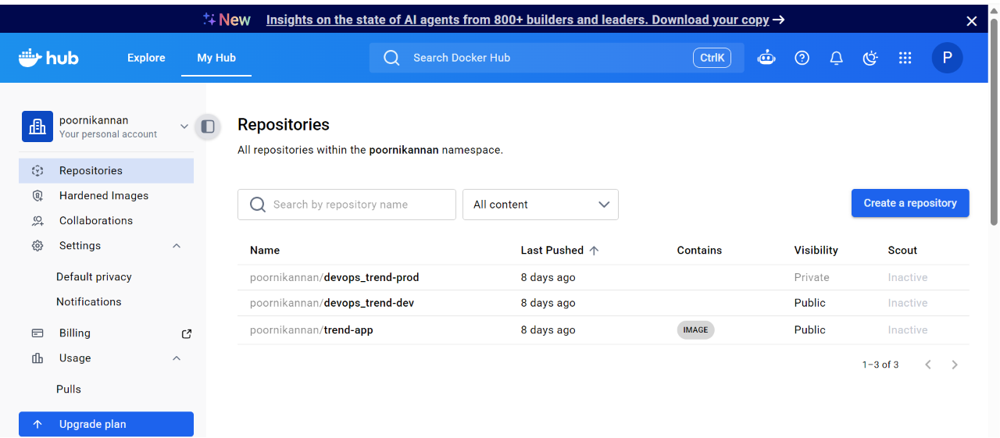 New Insights on the state of AI agents from 800+ builders and leaders. Download your copy →
hub Explore My Hub Search Docker Hub CtrlK P
poornikannan
Your personal account
Repositories
Hardened Images
Collaborations
Settings
Default privacy
Notifications
Billing
Usage
Pulls
Upgrade plan
Repositories
All repositories within the poornikannan namespace.
Search by repository name All content Create a repository
Name Last Pushed Contains Visibility Scout
poornikannan/devops_trend-prod 8 days ago Private Inactive
poornikannan/devops_trend-dev 8 days ago Public Inactive
poornikannan/trend-app 8 days ago IMAGE Public Inactive
1–3 of 3